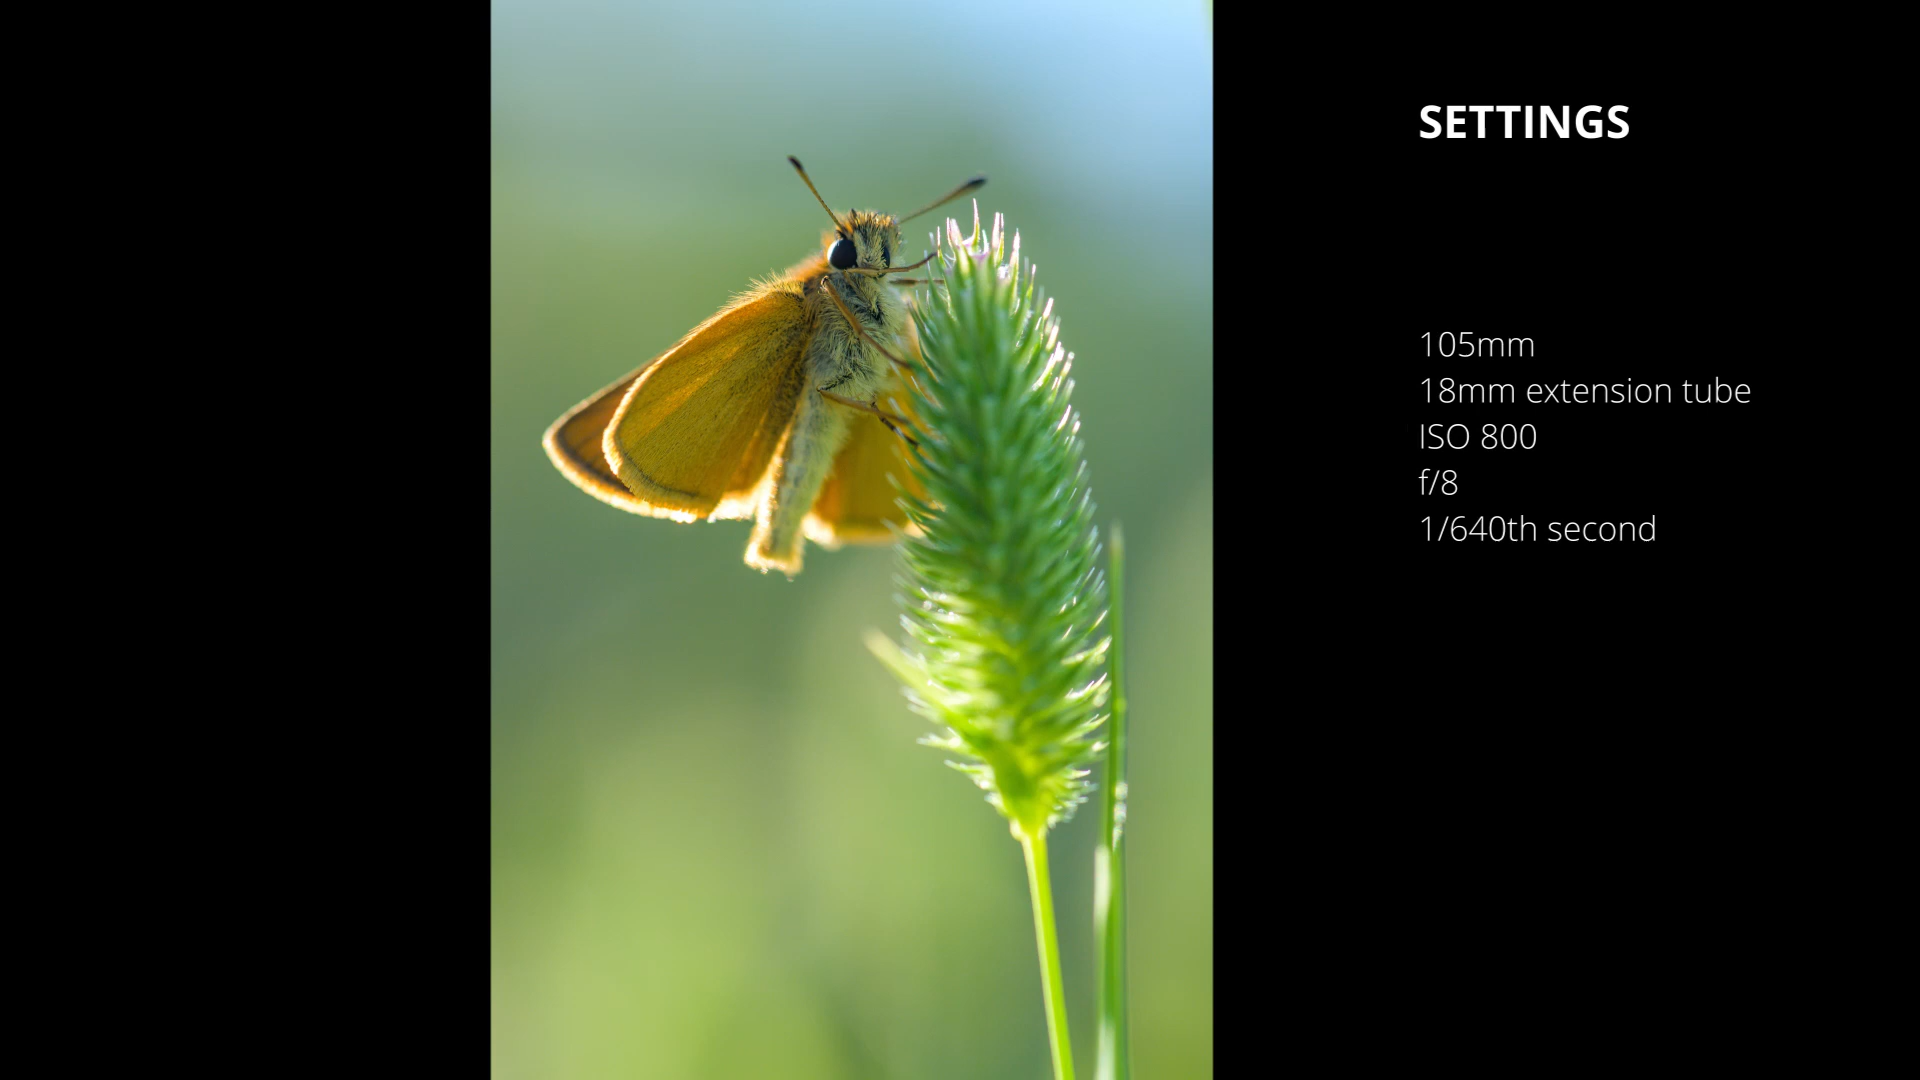 SETTINGS
105mm
18mm extension tube
ISO 800
f/8
1/640th second